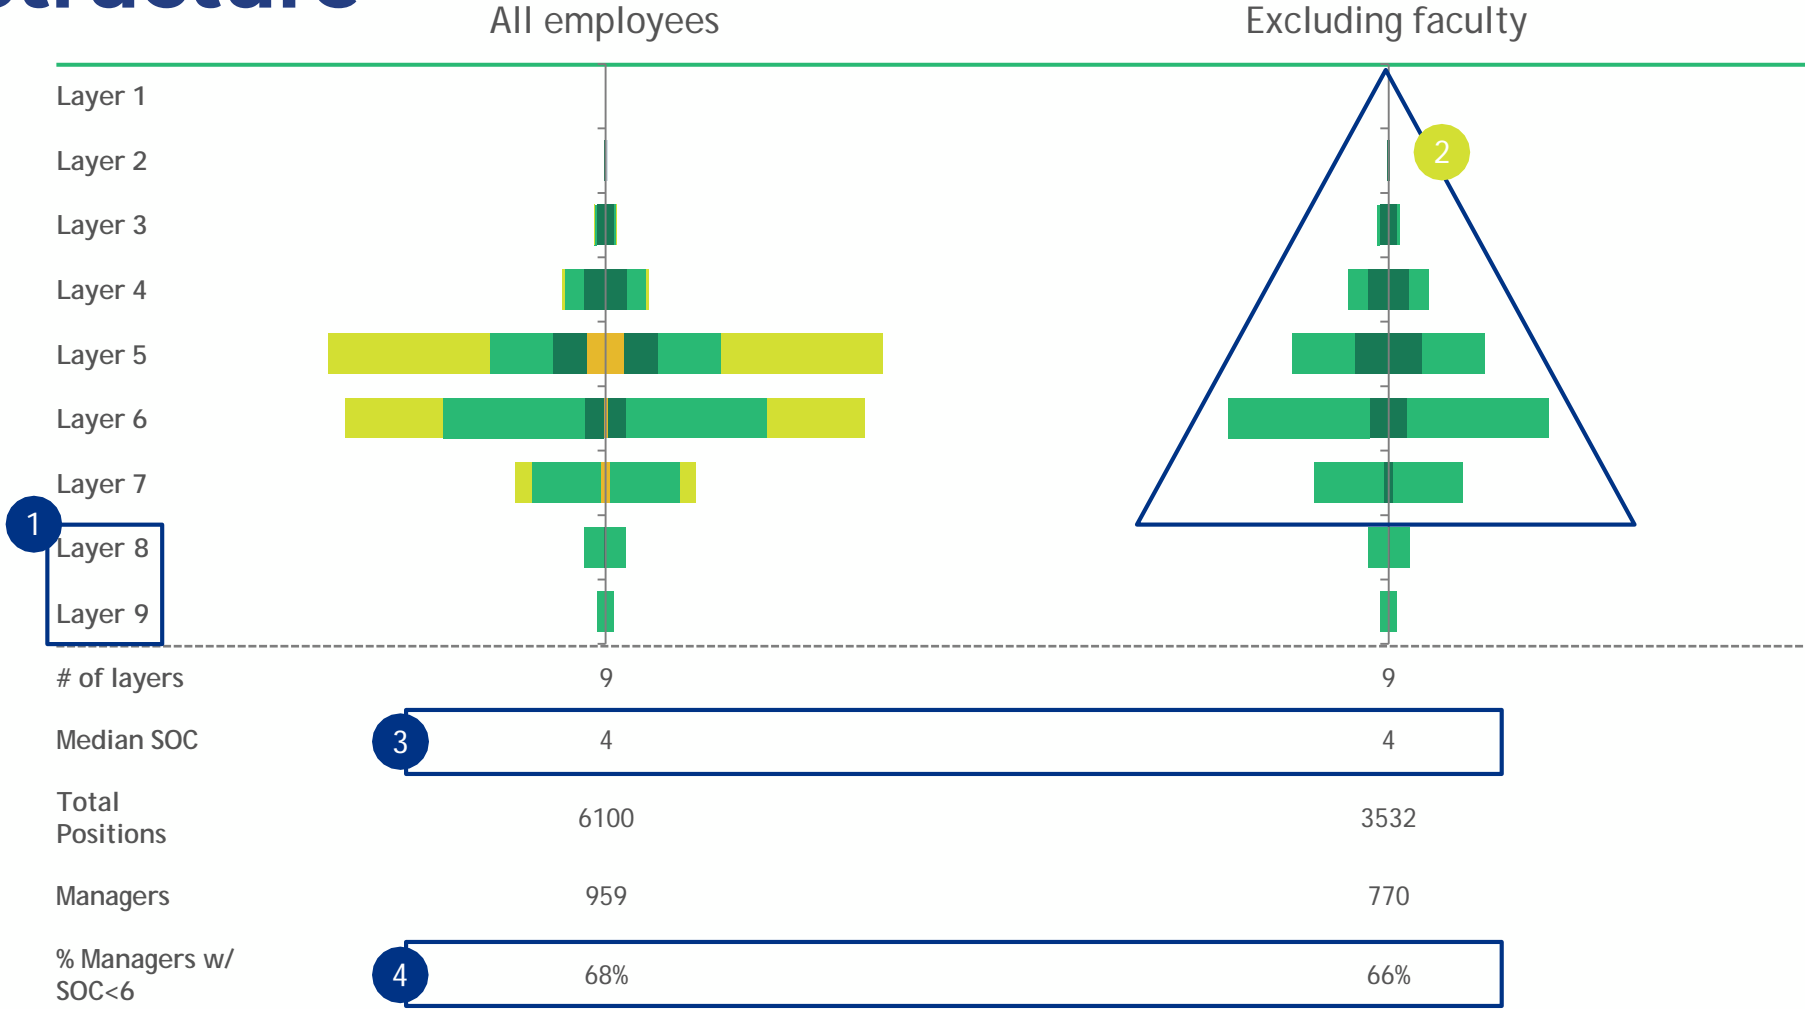 structure
All employees Excluding faculty
Layer 1
Layer 2
2
Layer 3
Layer 4
Layer 5
Layer 6
Layer 7
1
Layer 8
Layer 9
# of layers 9 9
Median SOC 3 4 4
Total
Positions 6100 3532
Managers 959 770
% Managers w/
SOC<6 4 68% 66%